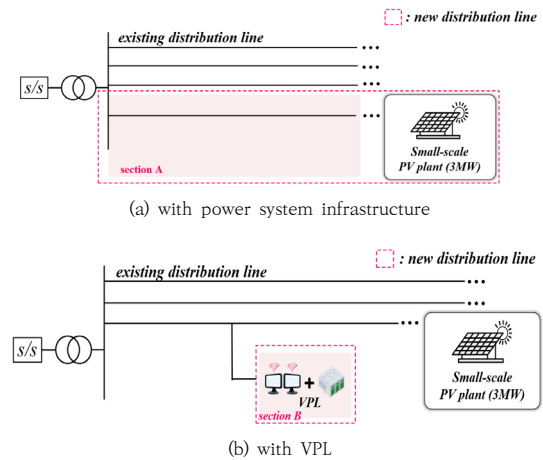 : new distribution line
existing distribution line
...
...
s/s
...
...
section A
Small-scale
PV plant (3MW)
(a) with power system infrastructure
: new distribution line
existing distribution line
...
...
...
s/s
Small-scale
PV plant (3MW)
+
VPL
section B
(b) with VPL